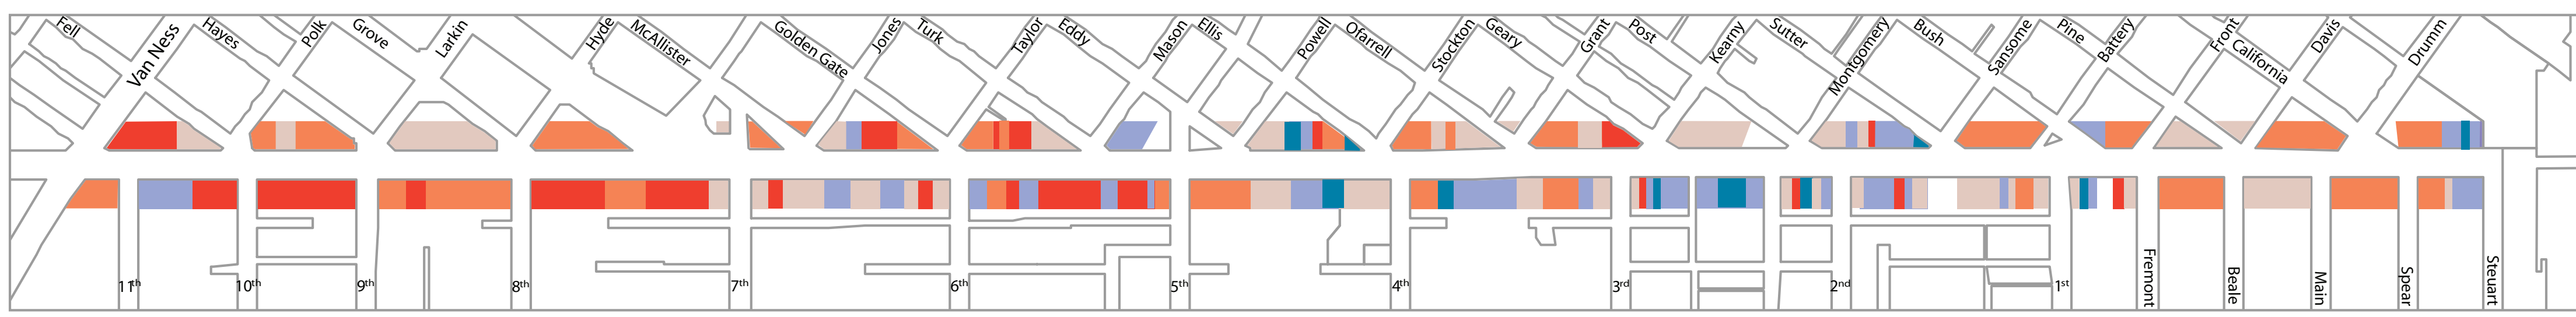 Fell
Van Ness
Hayes
Polk
Grove
Larkin
Hyde
McAllister
Golden Gate
Jones
Turk
Taylor
Eddy
Mason
Ellis
Powell
Ofarrell
Stockton
Geary
Grant
Post
Kearny
Sutter
Montgomery
Bush
Sansome
Pine
Battery
Front
California
Davis
Drumm
11th
10th
9th
8th
7th
6th
5th
4th
3rd
2nd
1st
Fremont
Beale
Main
Spear
Steuart